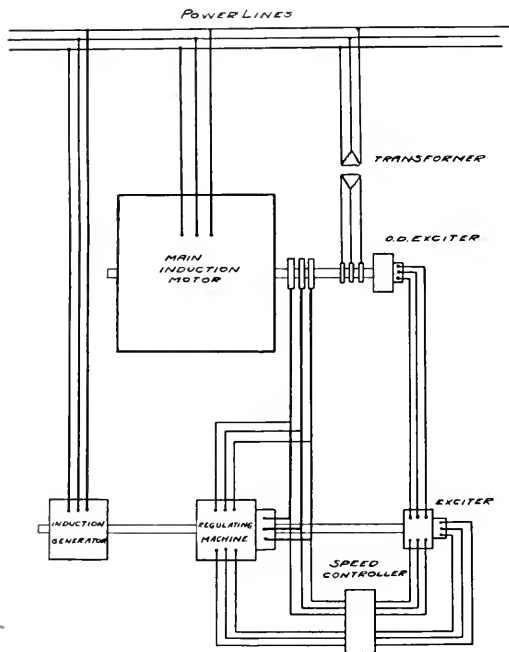 POWER LINES
TRANSFORMER
O.D. EXCITER
MAIN
INDUCTION
MOTOR
EXCITER
INDUCTION
GENERATOR
REGULATING
MACHINE
SPEED
CONTROLLER